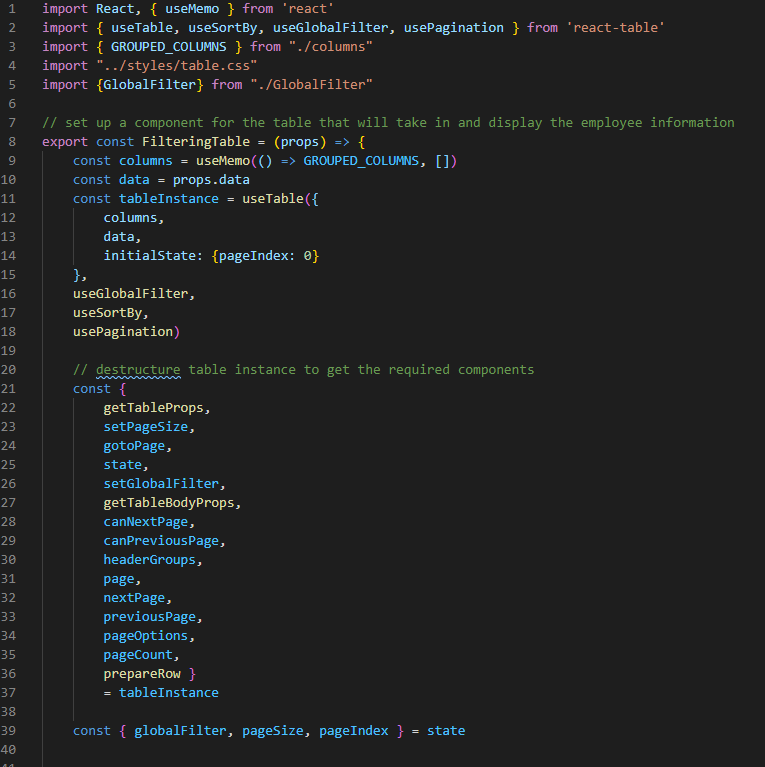 1 import React, { useMemo } from 'react'
2 import { useTable, useSortBy, useGlobalFilter, usePagination } from 'react-table'
3 import { GROUPED_COLUMNS } from "./columns"
4 import "../styles/table.css"
5 import {GlobalFilter} from "./GlobalFilter"
6
7 // set up a component for the table that will take in and display the employee information
8 export const FilteringTable = (props) => {
9     const columns = useMemo(() => GROUPED_COLUMNS, [])
10     const data = props.data
11     const tableInstance = useTable({
12         columns,
13         data,
14         initialState: {pageIndex: 0}
15     },
16     useGlobalFilter,
17     useSortBy,
18     usePagination)
19
20     // destructure table instance to get the required components
21     const {
22         getTableProps,
23         setPageSize,
24         gotoPage,
25         state,
26         setGlobalFilter,
27         getTableBodyProps,
28         canNextPage,
29         canPreviousPage,
30         headerGroups,
31         page,
32         nextPage,
33         previousPage,
34         pageOptions,
35         pageCount,
36         prepareRow }
37         = tableInstance
38
39     const { globalFilter, pageSize, pageIndex } = state
40